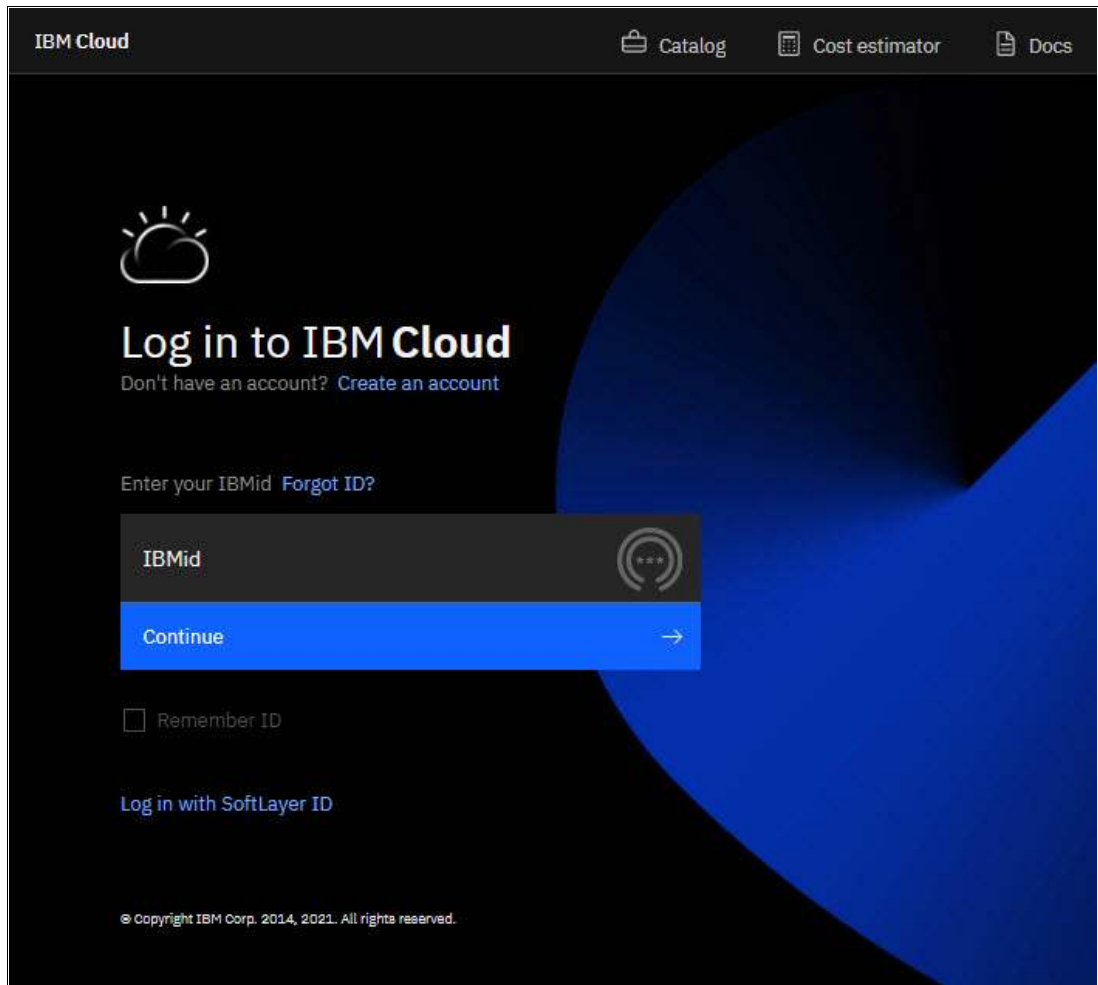 IBM Cloud Catalog Cost estimator Docs
Log in to IBM Cloud
Don't have an account? Create an account
Enter your IBMid Forgot ID?
IBMid
Continue
Remember ID
Log in with SoftLayer ID
© Copyright IBM Corp. 2014, 2021. All rights reserved.